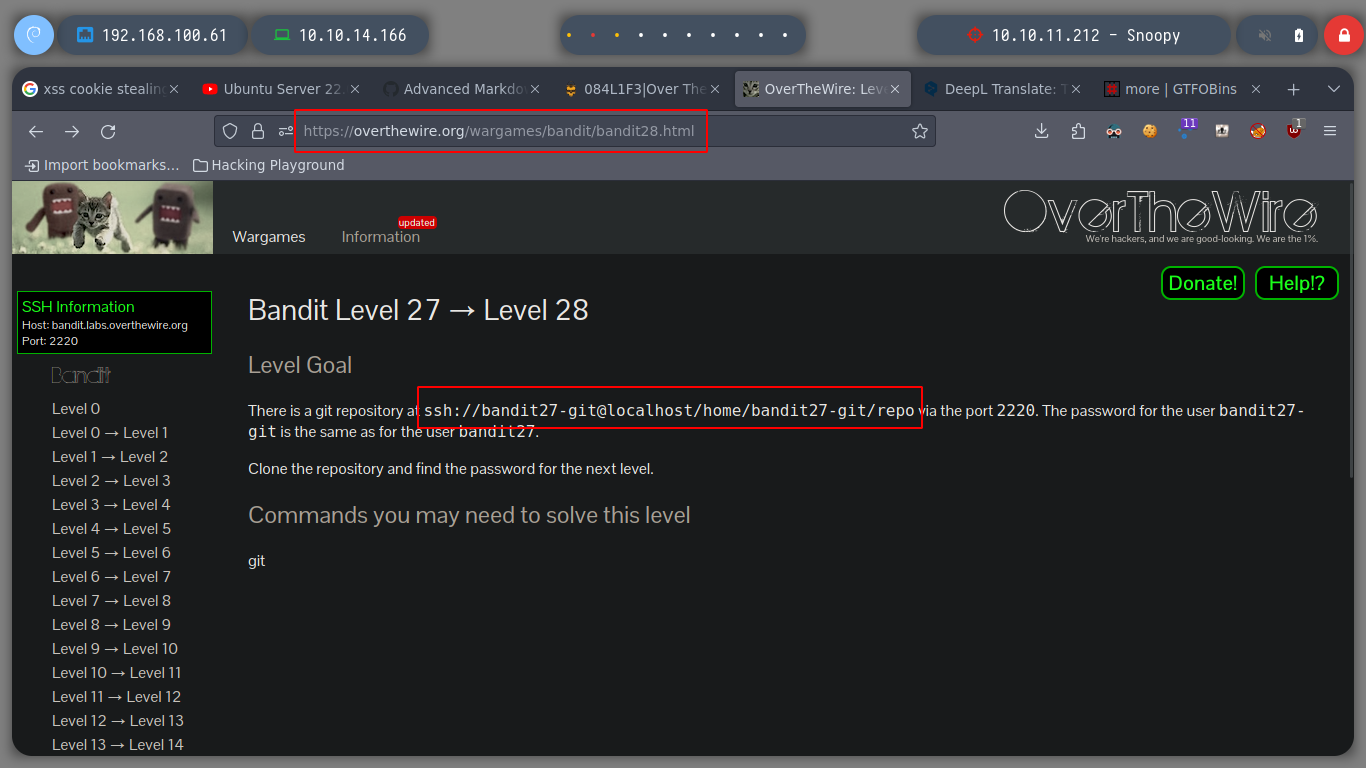 192.168.100.61
10.10.14.166
10.10.11.212 - Snoopy
xss cookie stealing
Ubuntu Server 22.
Advanced Markdo
084L1F3|Over The
OverTheWire: Leve
DeepL Translate: T
more | GTFOBins
https://overthewire.org/wargames/bandit/bandit28.html
11
1
Import bookmarks...
Hacking Playground
Wargames
Information
updated
OverTheWire
We're hackers, and we are good-looking. We are the 1%.
Donate!
Help!?
SSH Information
Host: bandit.labs.overthewire.org
Port: 2220
Bandit
Level 0
Level 0 → Level 1
Level 1 → Level 2
Level 2 → Level 3
Level 3 → Level 4
Level 4 → Level 5
Level 5 → Level 6
Level 6 → Level 7
Level 7 → Level 8
Level 8 → Level 9
Level 9 → Level 10
Level 10 → Level 11
Level 11 → Level 12
Level 12 → Level 13
Level 13 → Level 14
Bandit Level 27 → Level 28
Level Goal
There is a git repository at ssh://bandit27-git@localhost/home/bandit27-git/repo via the port 2220. The password for the user bandit27-
git is the same as for the user bandit27.
Clone the repository and find the password for the next level.
Commands you may need to solve this level
git